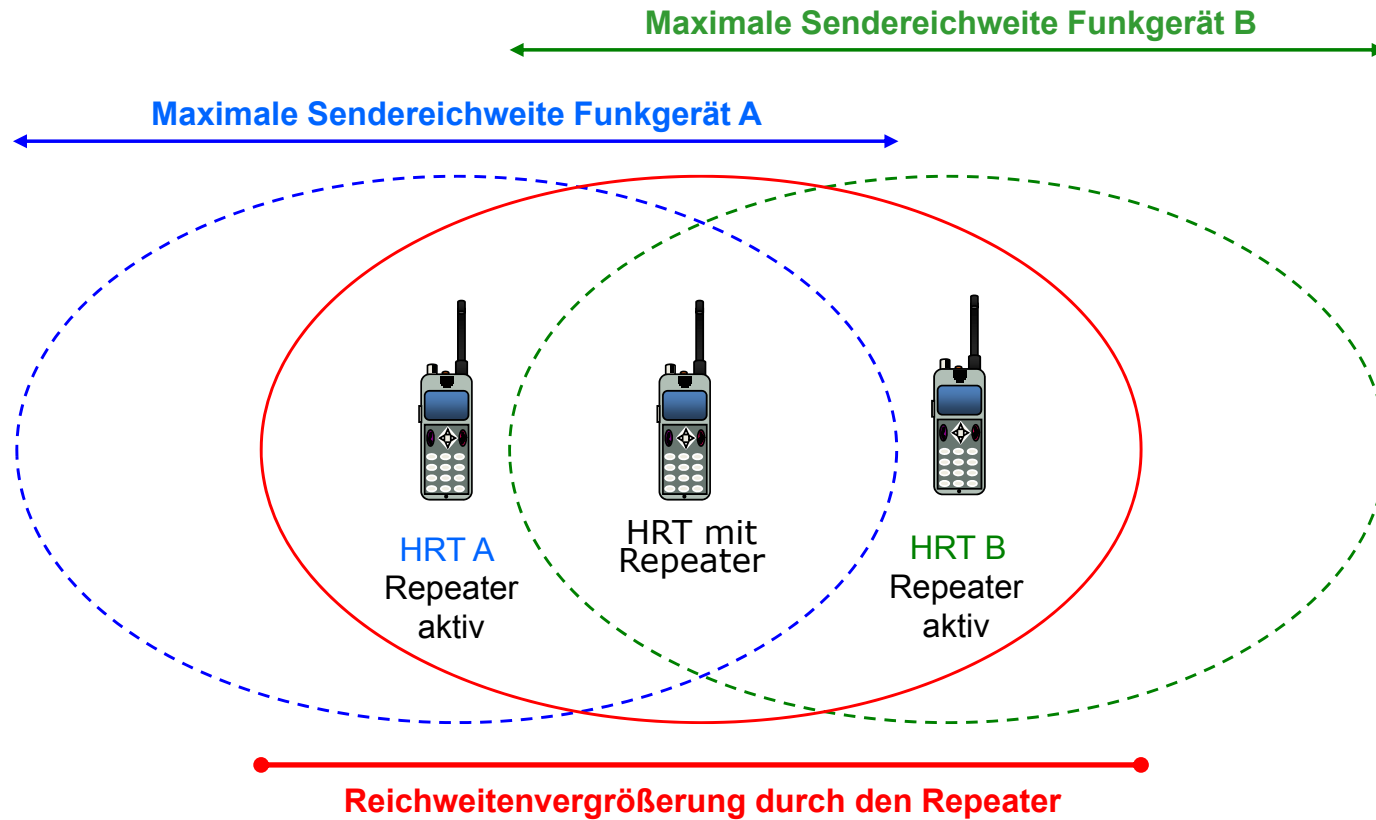 Maximale Sendereichweite Funkgerät B
Maximale Sendereichweite Funkgerät A
HRT A
Repeater
aktiv
HRT mit
Repeater
HRT B
Repeater
aktiv
Reichweitenvergrößerung durch den Repeater